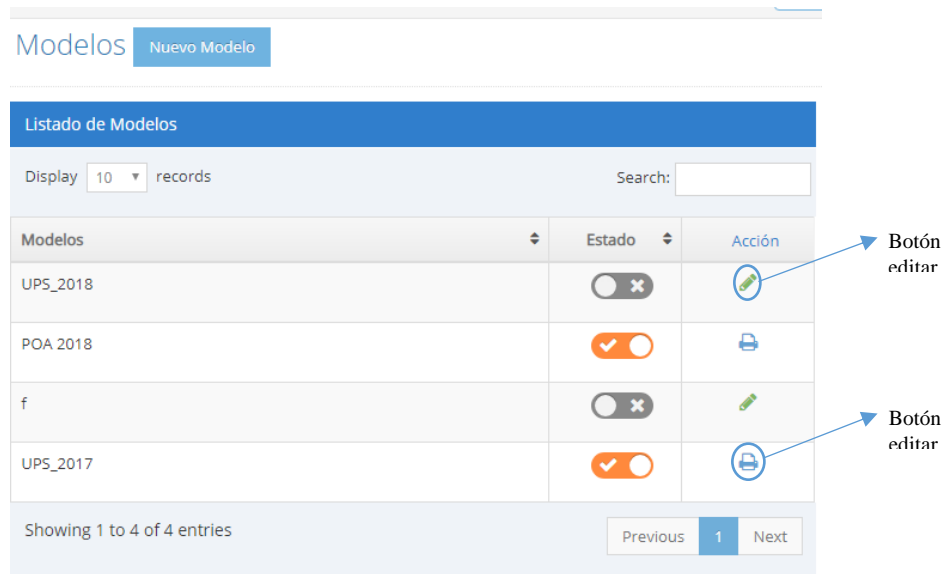 Modelos Nuevo Modelo
Listado de Modelos
Display 10 records Search:
Modelos Estado Acción
Botón
editar
UPS_2018
POA 2018
f
Botón
editar
UPS_2017
Showing 1 to 4 of 4 entries Previous 1 Next